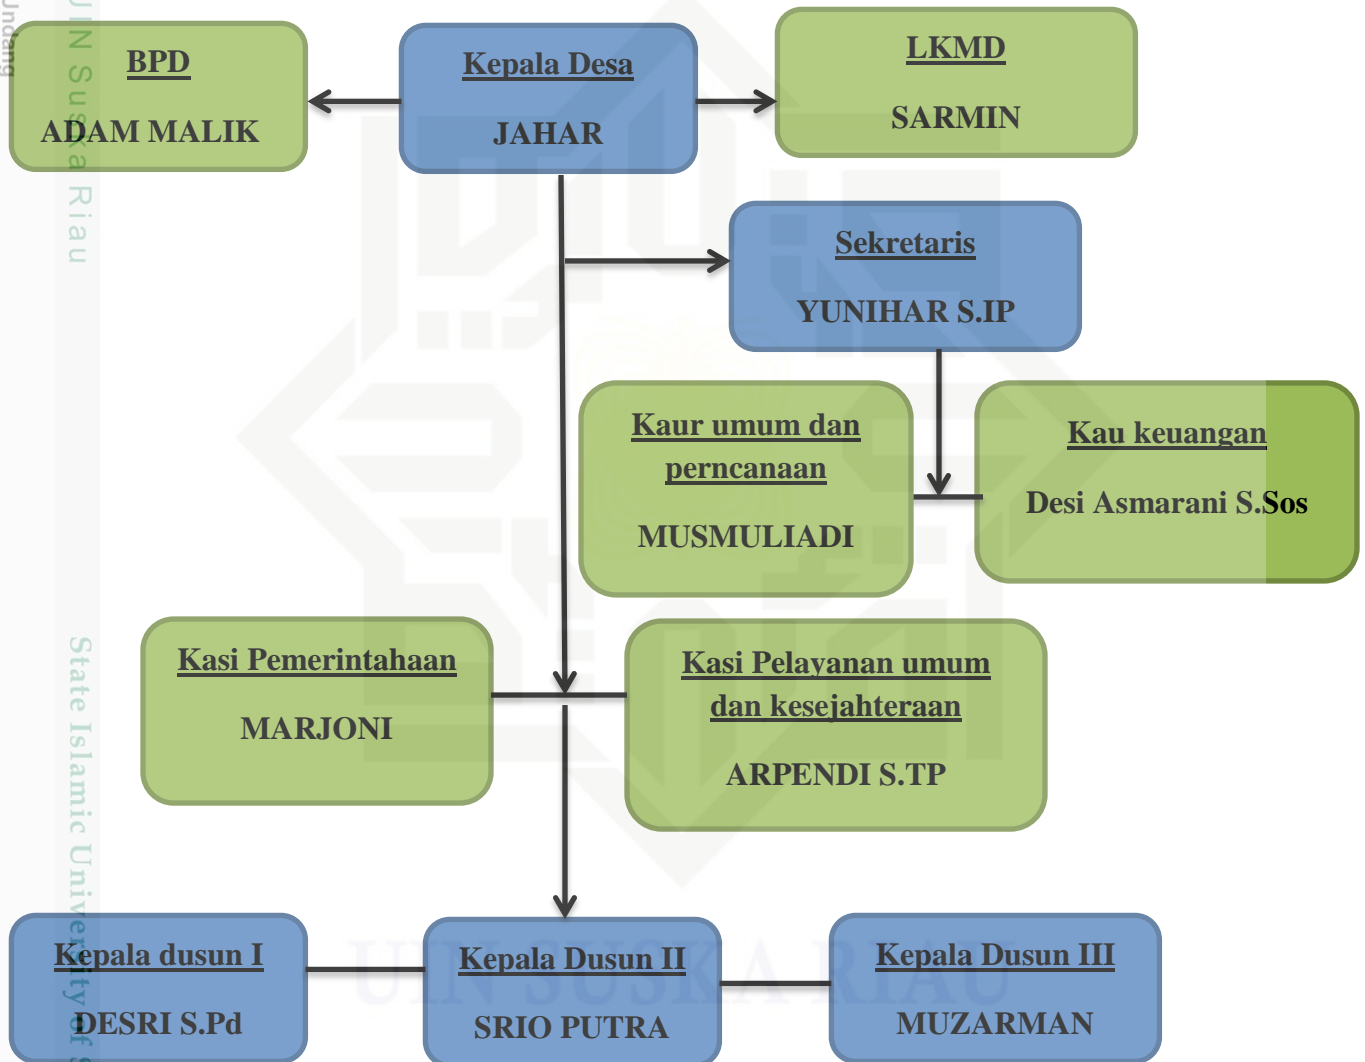 Undang
UIN Suska Riau
State Islamic University of S
BPD
ADAM MALIK
Kepala Desa
JAHAR
LKMD
SARMIN
Sekretaris
YUNIHAR S.IP
Kaur umum dan
perncanaan
MUSMULIADI
Kau keuangan
Desi Asmarani S.Sos
Kasi Pemerintahaan
MARJONI
Kasi Pelayanan umum
dan kesejahteraan
ARPENDI S.TP
Kepala dusun I
DESRI S.Pd
Kepala Dusun II
SRIO PUTRA
Kepala Dusun III
MUZARMAN
UIN SUSKA RIAU